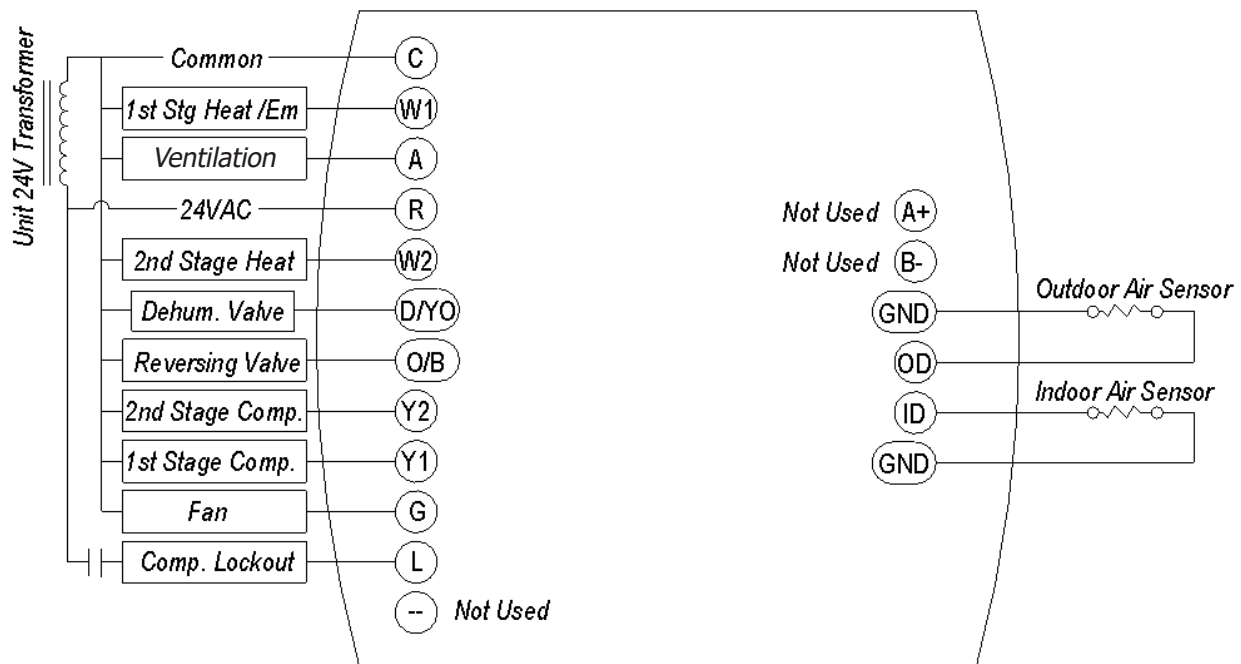 Unit 24V Transformer
Common C
1st Stg Heat /Em W1
Ventilation A
24VAC R
2nd Stage Heat W2
Dehum. Valve D/YO
Reversing Valve O/B
2nd Stage Comp. Y2
1st Stage Comp. Y1
Fan G
Comp. Lockout L
-- Not Used
Not Used A+
Not Used B-
Outdoor Air Sensor
GND
OD
Indoor Air Sensor
ID
GND